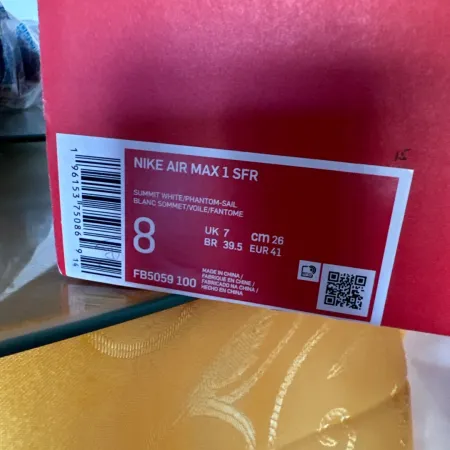 15
NIKE AIR MAX 1 SFR
SUMMIT WHITE/PHANTOM-SAIL
BLANC SOMMET/VOILE/FANTOME
8
UK 7 cm 26
BR 39.5 EUR 41
FB5059 100
MADE IN CHINA /
FABRIQUE EN CHINE /
FABRICADO NA CHINA /
HECHO EN CHINA
1 96153 75086 9 14